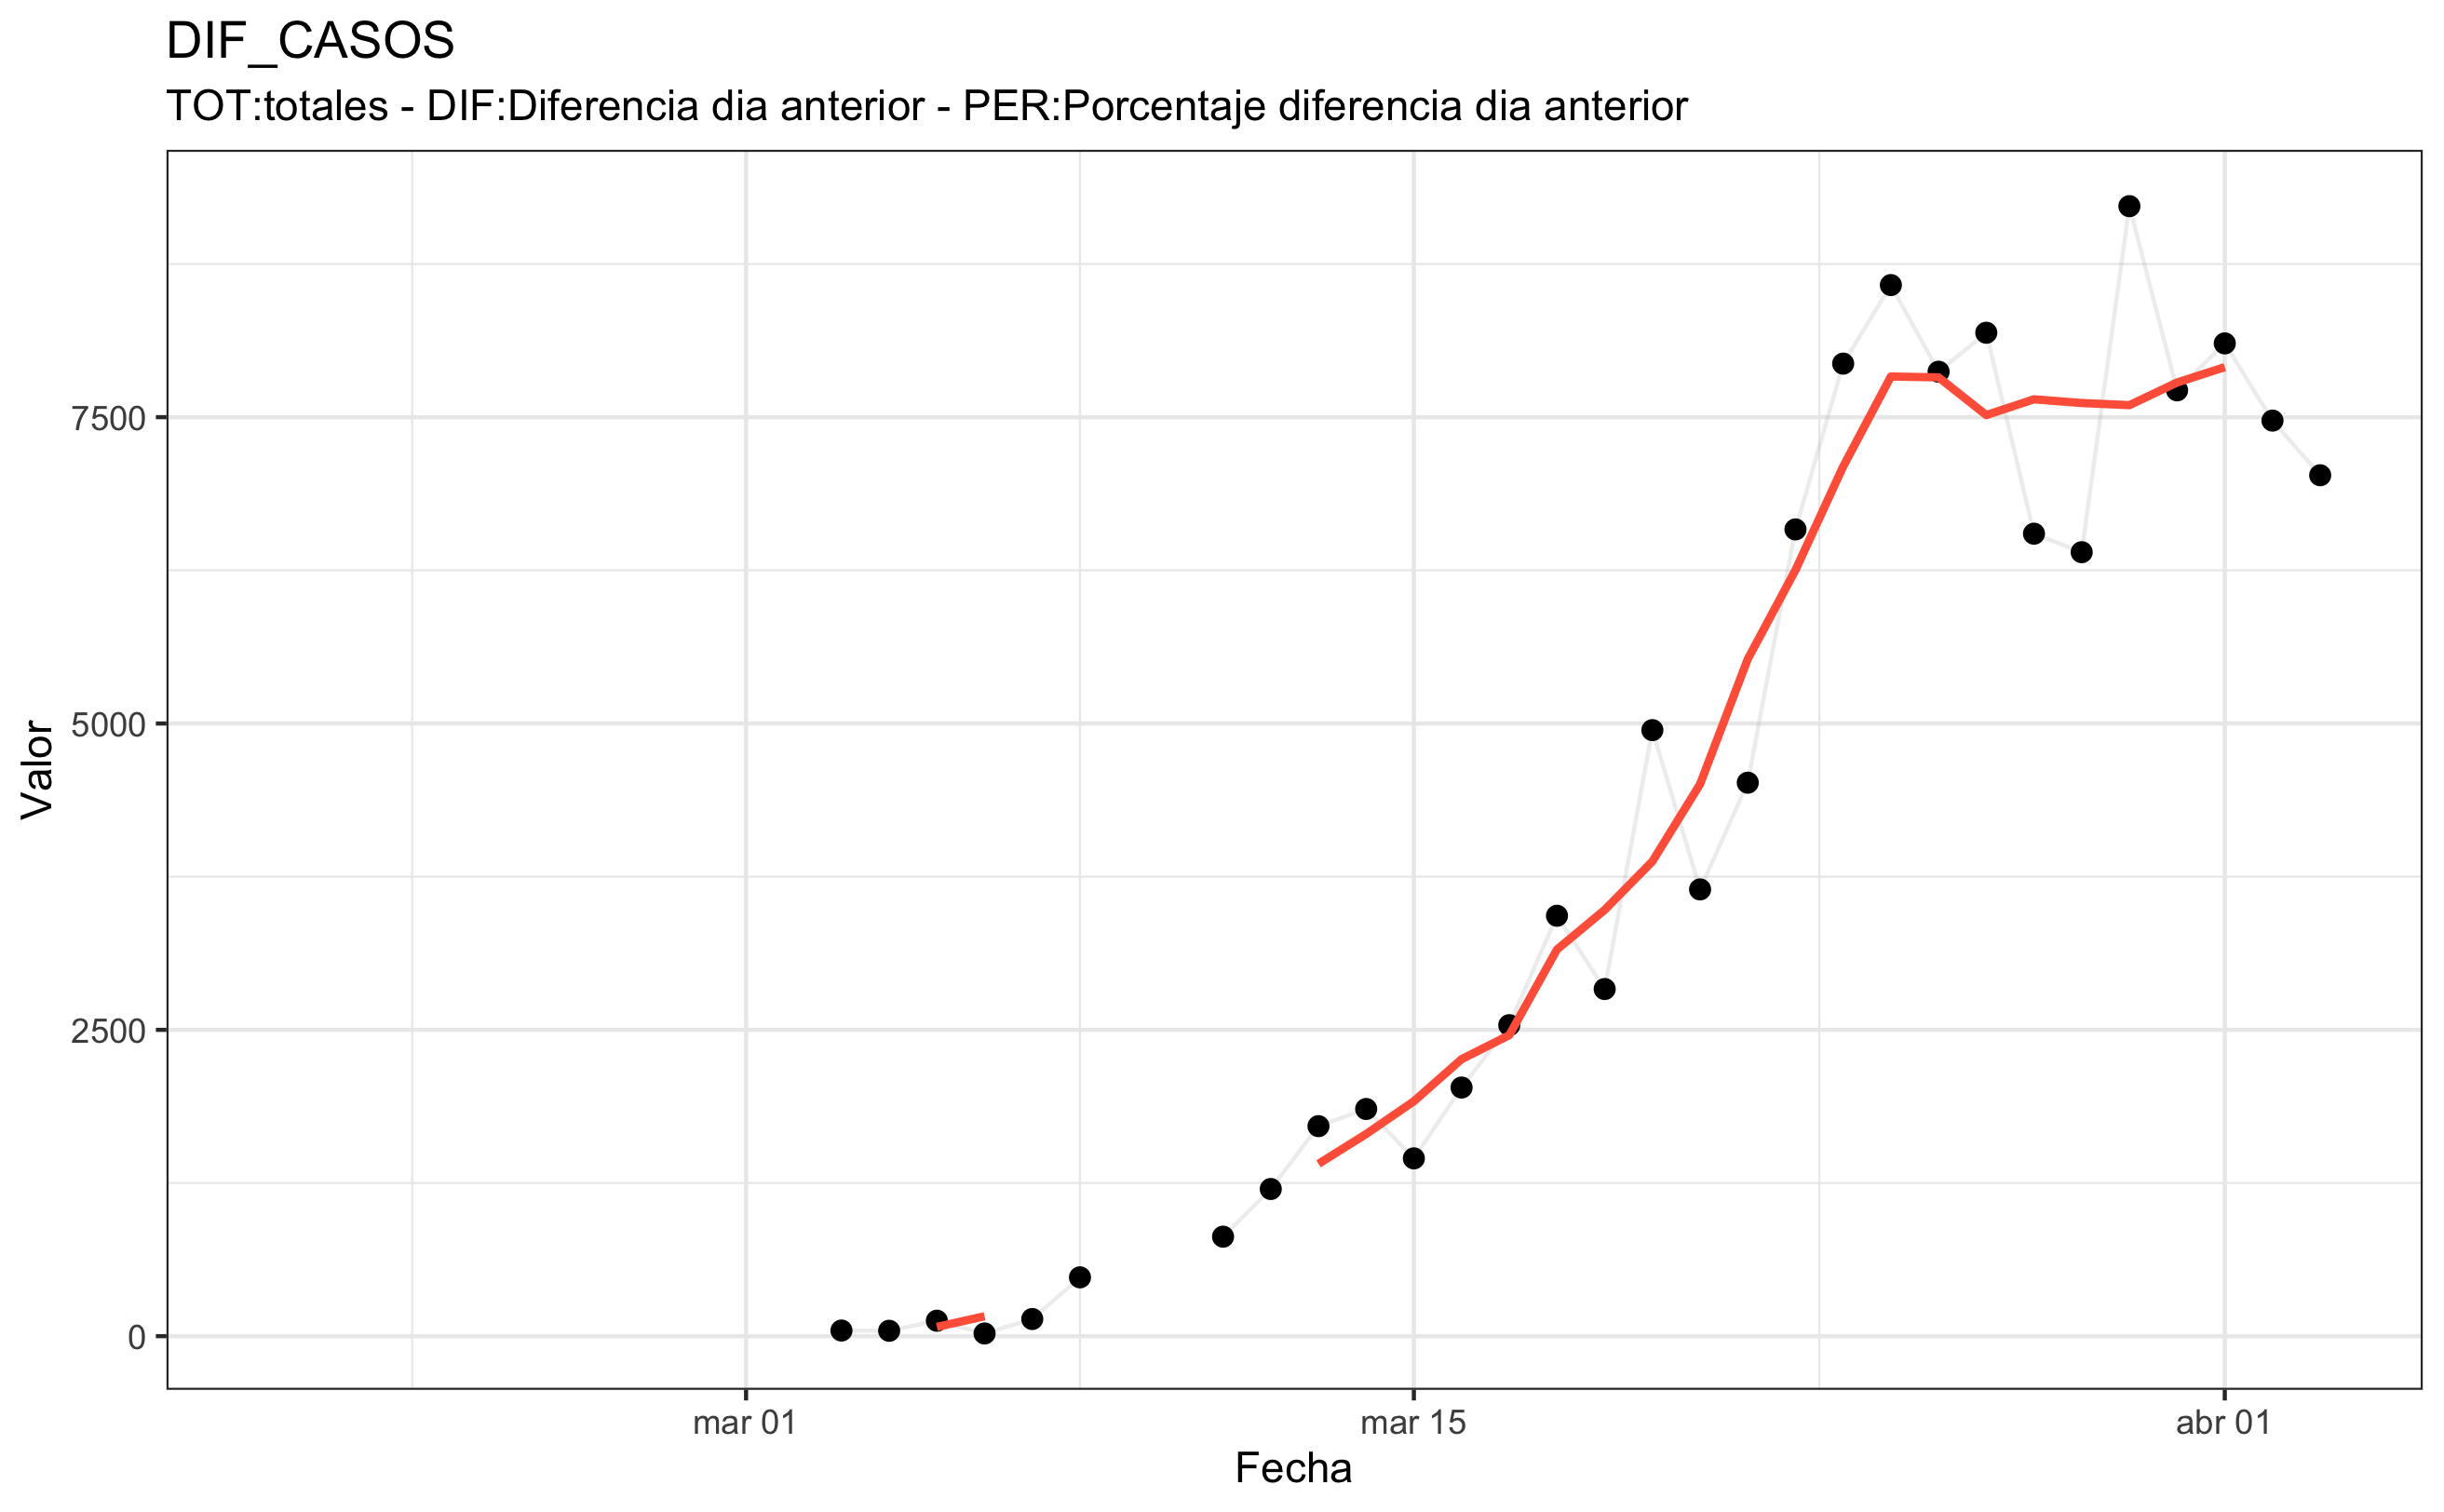 DIF_CASOS
TOT:totales - DIF:Diferencia dia anterior - PER:Porcentaje diferencia dia anterior
Valor
7500
5000
2500
0
mar 01
mar 15
abr 01
Fecha